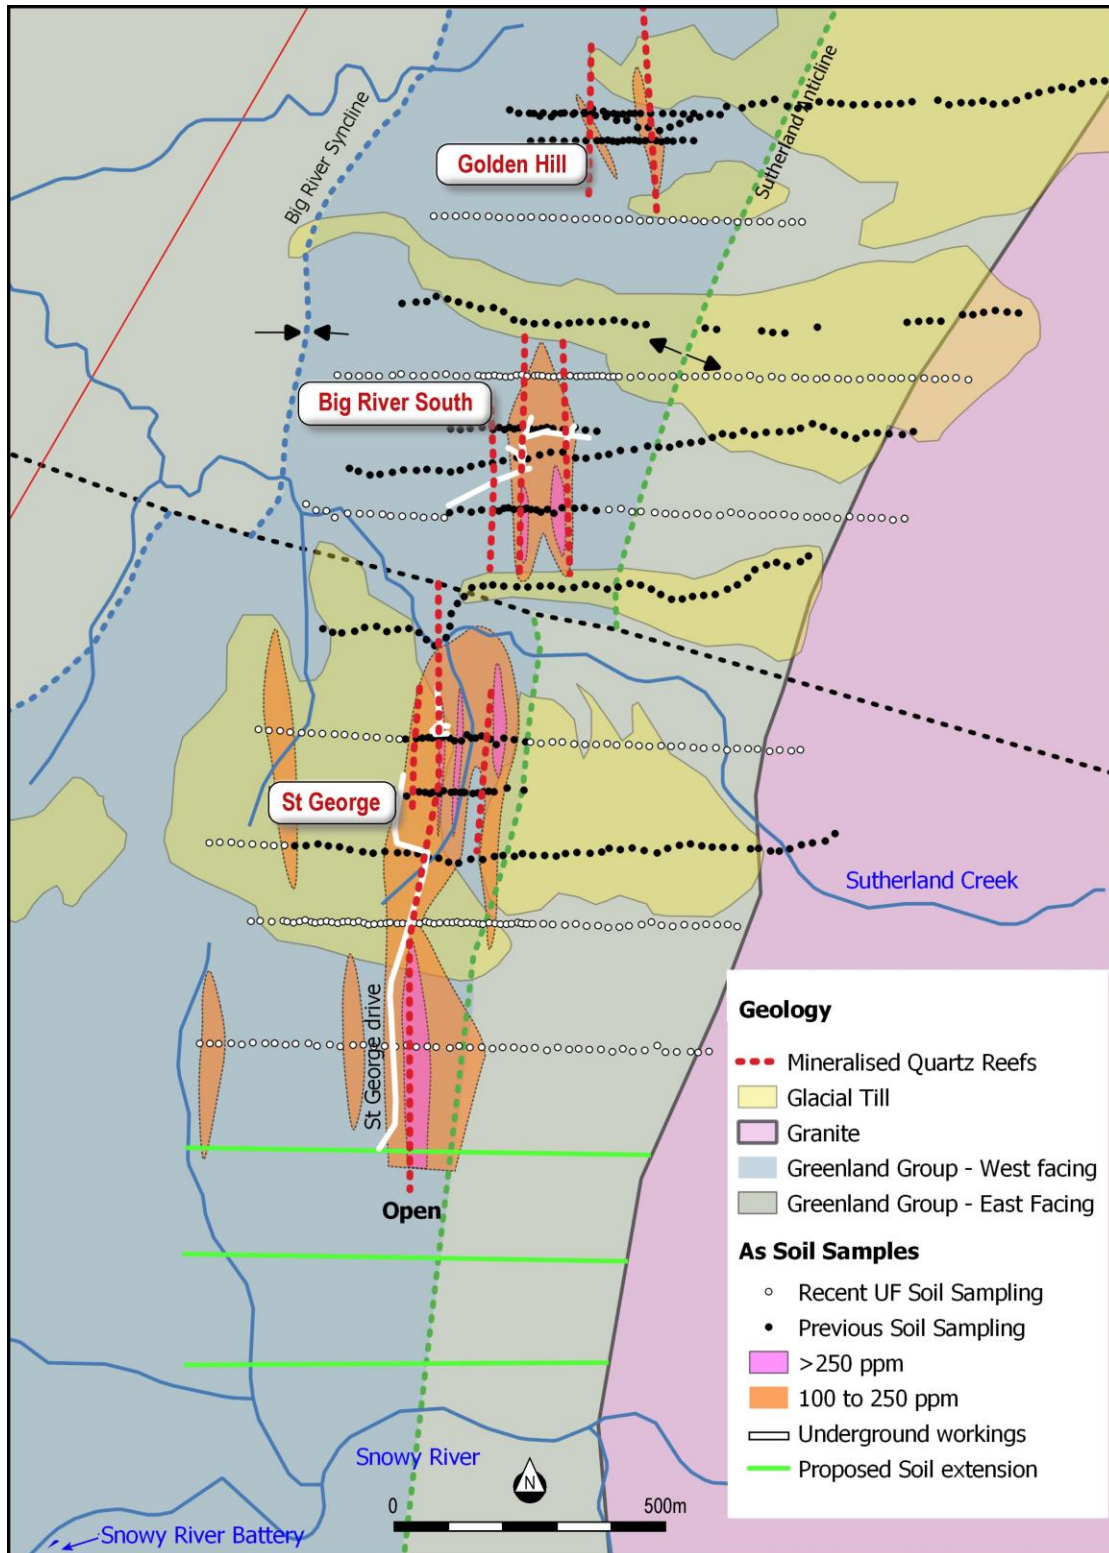 Big River Syncline
Sutherland Anticline
Golden Hill
Big River South
St George
Sutherland Creek
St George drive
Open
Geology
Mineralised Quartz Reefs
Glacial Till
Granite
Greenland Group - West facing
Greenland Group - East Facing
As Soil Samples
Recent UF Soil Sampling
Previous Soil Sampling
>250 ppm
100 to 250 ppm
Underground workings
Proposed Soil extension
Snowy River
N
0 500m
Snowy River Battery